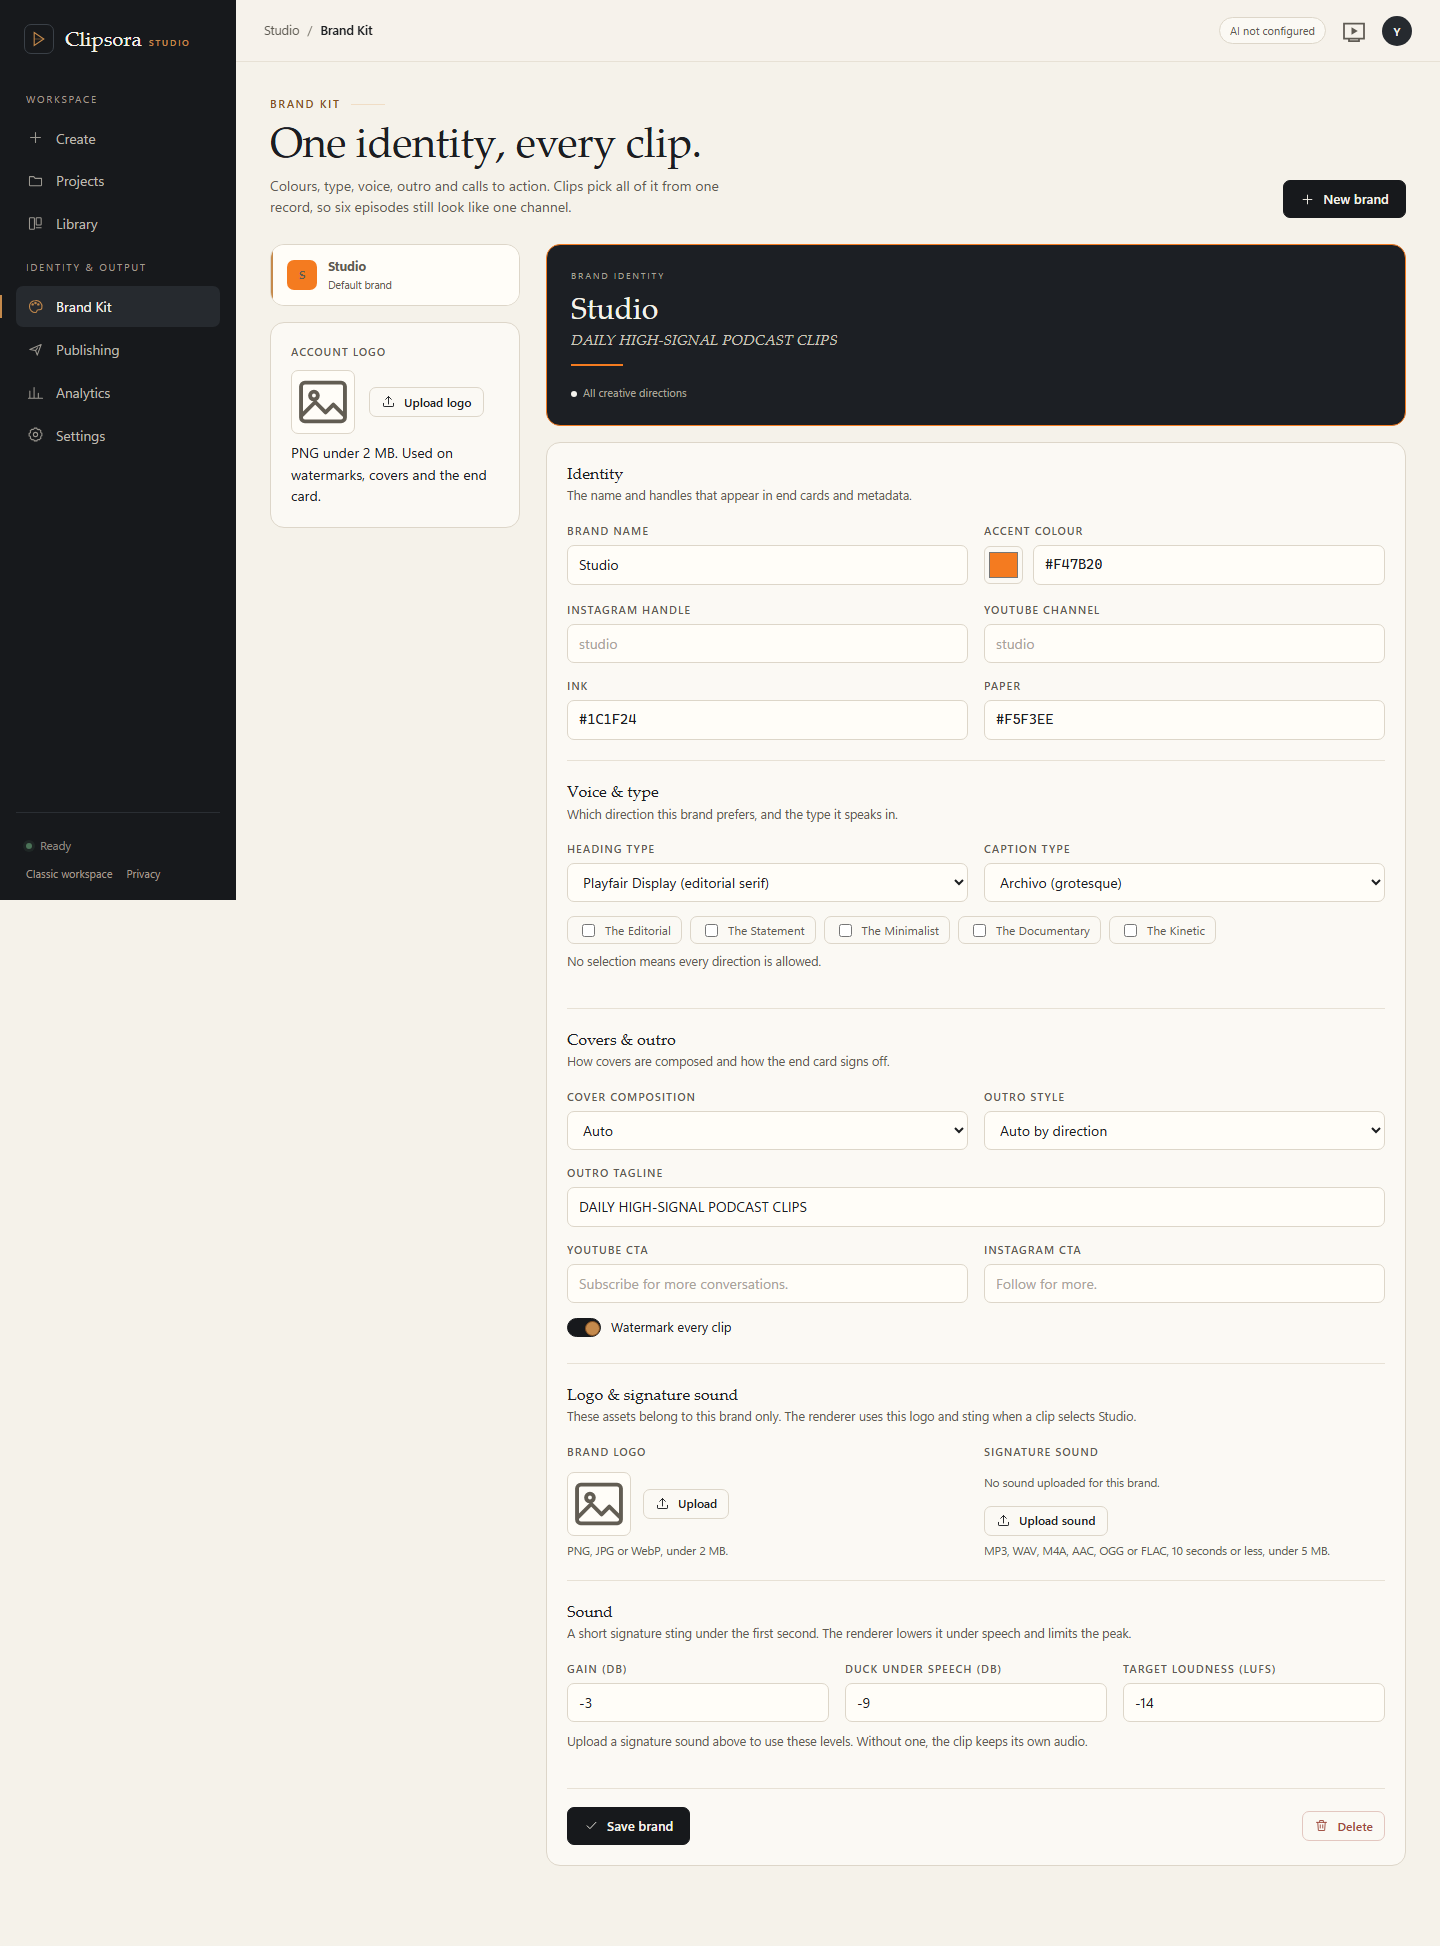 Clipsora STUDIO
WORKSPACE
Create
Projects
Library
IDENTITY & OUTPUT
Brand Kit
Publishing
Analytics
Settings
Ready
Classic workspace Privacy
Studio / Brand Kit
AI not configured
Y
BRAND KIT
One identity, every clip.
Colours, type, voice, outro and calls to action. Clips pick all of it from one
record, so six episodes still look like one channel.
New brand
S
Studio
Default brand
ACCOUNT LOGO
Upload logo
PNG under 2 MB. Used on
watermarks, covers and the end
card.
BRAND IDENTITY
Studio
DAILY HIGH-SIGNAL PODCAST CLIPS
All creative directions
Identity
The name and handles that appear in end cards and metadata.
BRAND NAME
Studio
ACCENT COLOUR
#F47B20
INSTAGRAM HANDLE
studio
YOUTUBE CHANNEL
studio
INK
#1C1F24
PAPER
#F5F3EE
Voice & type
Which direction this brand prefers, and the type it speaks in.
HEADING TYPE
Playfair Display (editorial serif)
CAPTION TYPE
Archivo (grotesque)
The Editorial
The Statement
The Minimalist
The Documentary
The Kinetic
No selection means every direction is allowed.
Covers & outro
How covers are composed and how the end card signs off.
COVER COMPOSITION
Auto
OUTRO STYLE
Auto by direction
OUTRO TAGLINE
DAILY HIGH-SIGNAL PODCAST CLIPS
YOUTUBE CTA
Subscribe for more conversations.
INSTAGRAM CTA
Follow for more.
Watermark every clip
Logo & signature sound
These assets belong to this brand only. The renderer uses this logo and sting when a clip selects Studio.
BRAND LOGO
Upload
PNG, JPG or WebP, under 2 MB.
SIGNATURE SOUND
No sound uploaded for this brand.
Upload sound
MP3, WAV, M4A, AAC, OGG or FLAC, 10 seconds or less, under 5 MB.
Sound
A short signature sting under the first second. The renderer lowers it under speech and limits the peak.
GAIN (DB)
-3
DUCK UNDER SPEECH (DB)
-9
TARGET LOUDNESS (LUFS)
-14
Upload a signature sound above to use these levels. Without one, the clip keeps its own audio.
Save brand
Delete